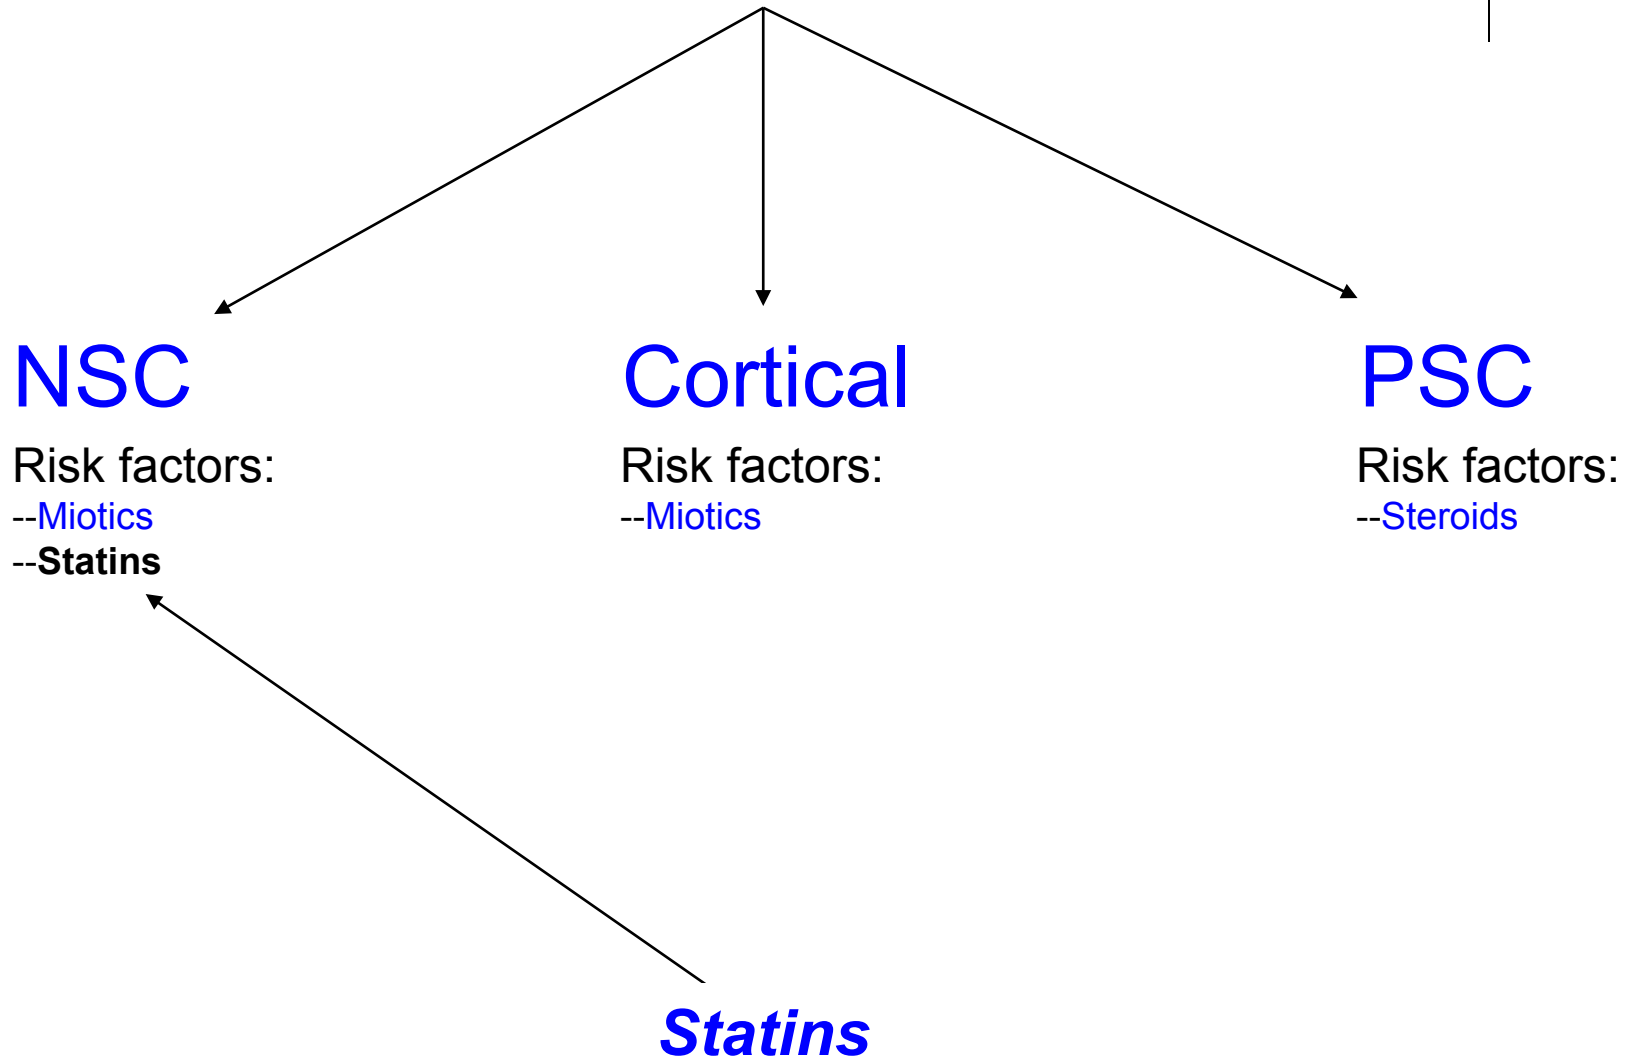 NSC
Risk factors:
--Miotics
--Statins
Cortical
Risk factors:
--Miotics
PSC
Risk factors:
--Steroids
Statins